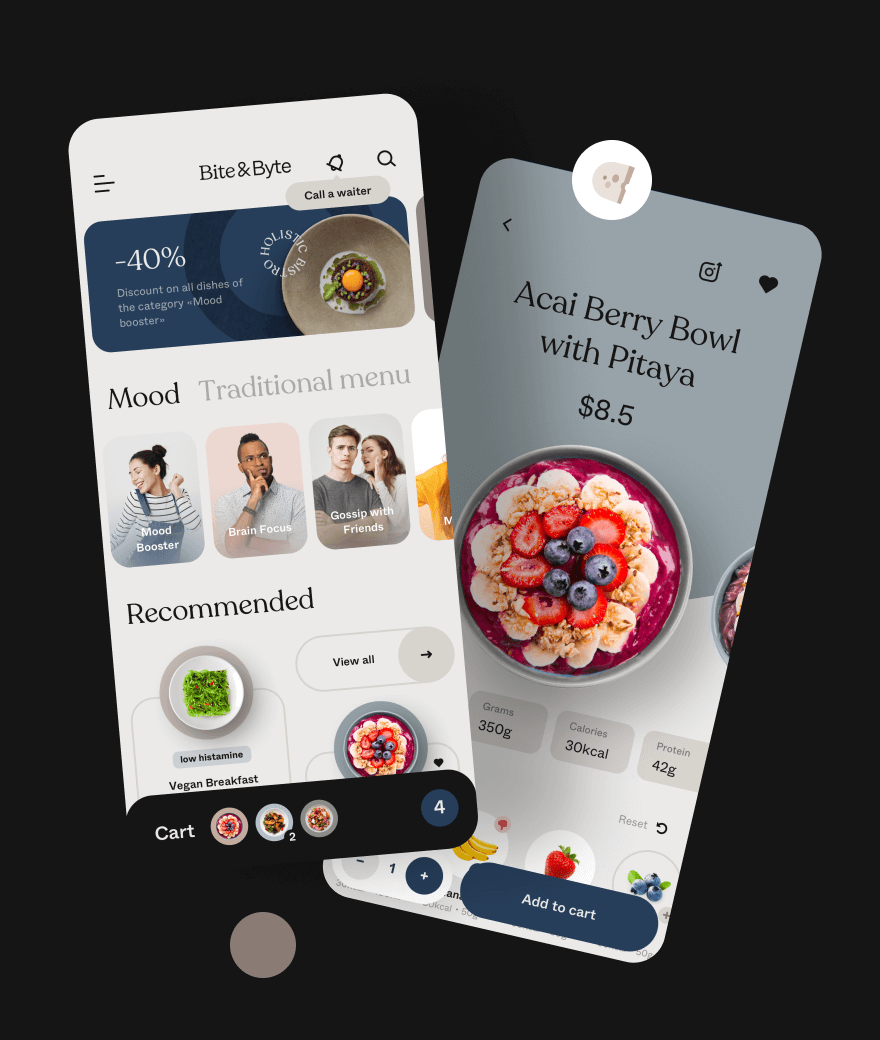 Bite&Byte
Call a waiter
-40%
HOLISTIC BISTRO
Discount on all dishes of
the category «Mood
booster»
Mood Traditional menu
Mood
Booster
Brain Focus
Gossip with
Friends
M
Recommended
View all
low histamine
Vegan Breakfast
Cart
2
4
Acai Berry Bowl
with Pitaya
$8.5
Grams
350g
Calories
30kcal
Protein
42g
Reset
1
Add to cart